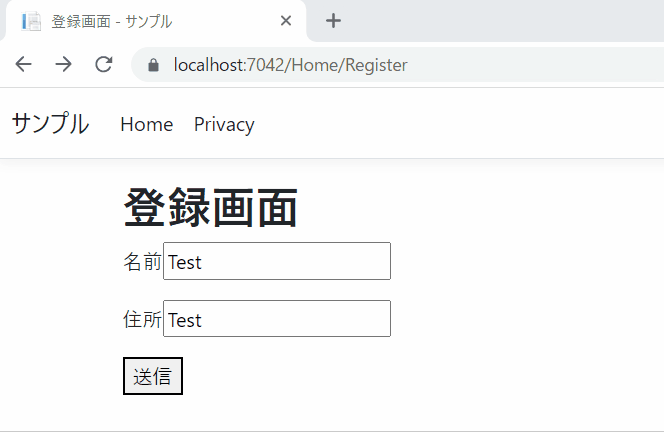 登録画面 - サンプル
localhost:7042/Home/Register
サンプル Home Privacy
登録画面
名前 Test
住所 Test
送信